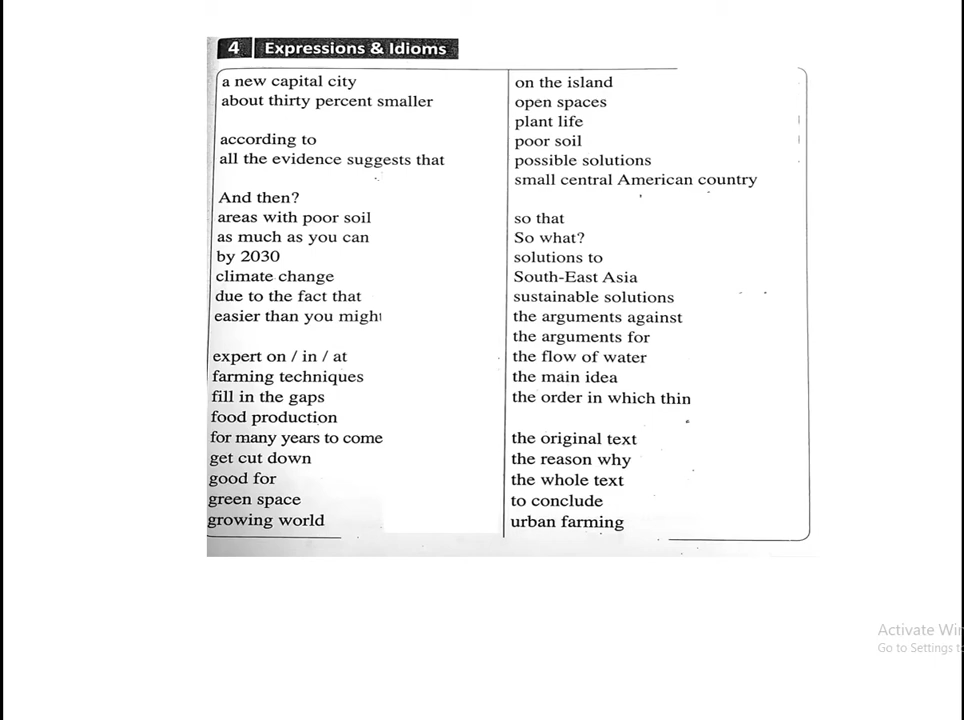 4 Expressions & Idioms
a new capital city
about thirty percent smaller
according to
all the evidence suggests that
And then?
areas with poor soil
as much as you can
by 2030
climate change
due to the fact that
easier than you might
expert on / in / at
farming techniques
fill in the gaps
food production
for many years to come
get cut down
good for
green space
growing world
on the island
open spaces
plant life
poor soil
possible solutions
small central American country
so that
So what?
solutions to
South-East Asia
sustainable solutions
the arguments against
the arguments for
the flow of water
the main idea
the order in which thin
the original text
the reason why
the whole text
to conclude
urban farming
Activate Win
Go to Settings t